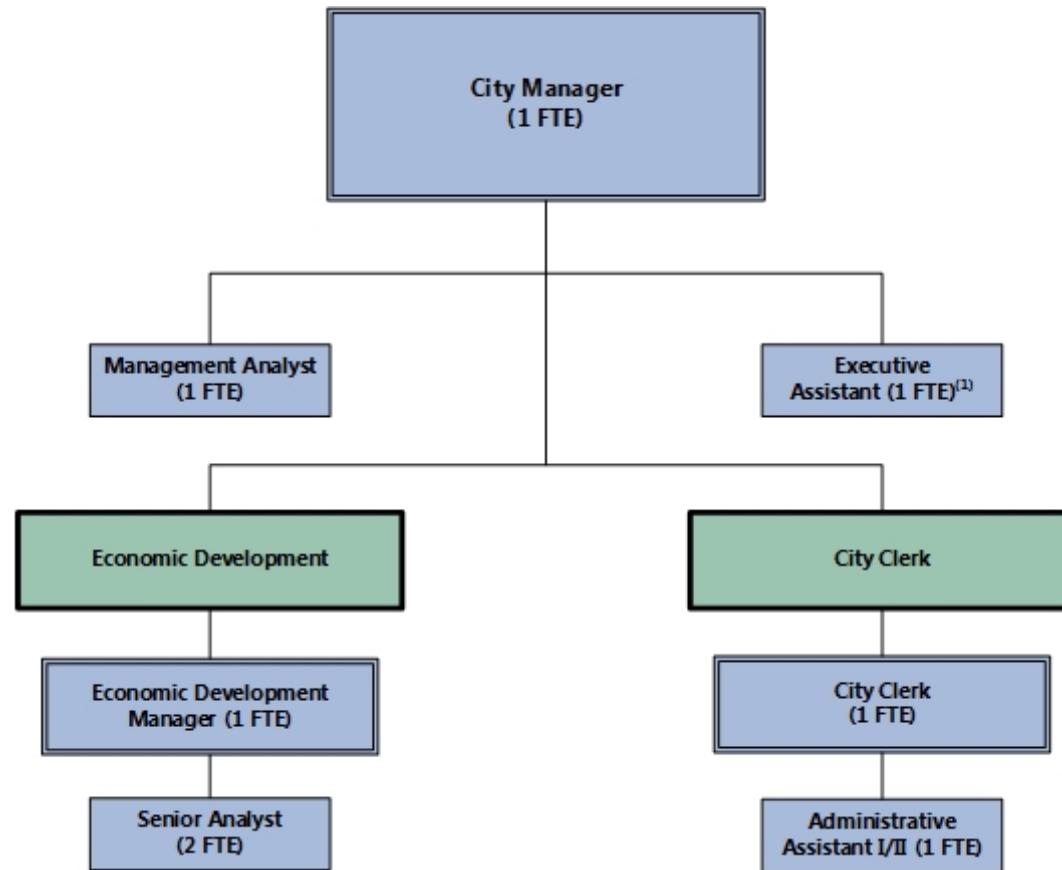 City Manager
(1 FTE)
Management Analyst
(1 FTE)
Executive
Assistant (1 FTE)(1)
Economic Development
City Clerk
Economic Development
Manager (1 FTE)
City Clerk
(1 FTE)
Senior Analyst
(2 FTE)
Administrative
Assistant I/II (1 FTE)